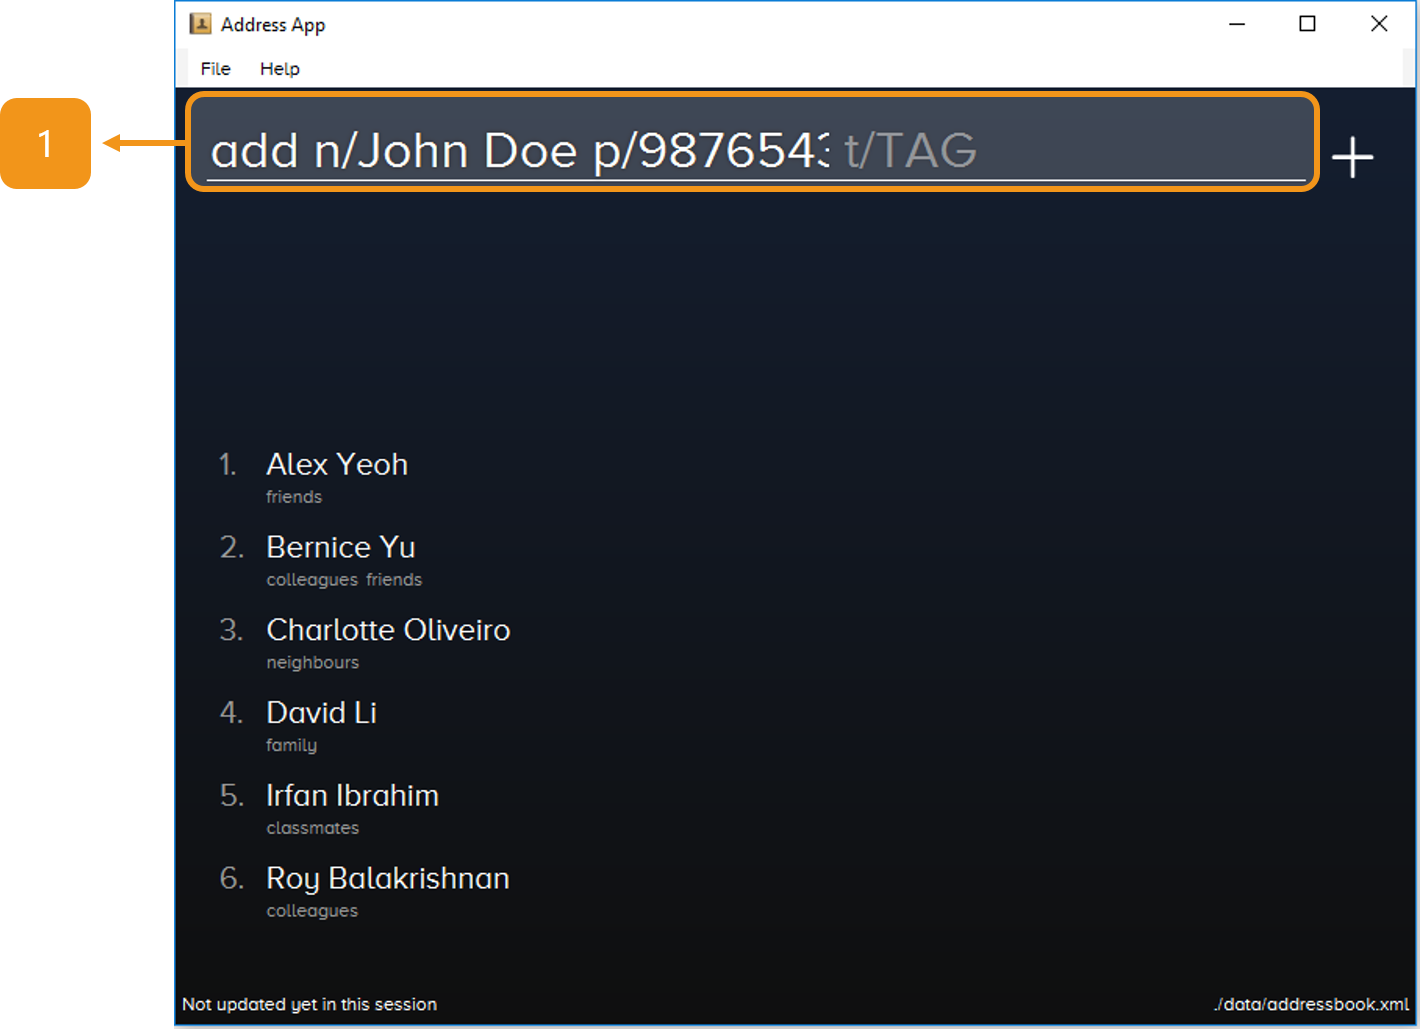 Address App
File Help
1
add n/John Doe p/9876543 t/TAG
1. Alex Yeoh
friends
2. Bernice Yu
colleagues friends
3. Charlotte Oliveiro
neighbours
4. David Li
family
5. Irfan Ibrahim
classmates
6. Roy Balakrishnan
colleagues
Not updated yet in this session
./data/addressbook.xml